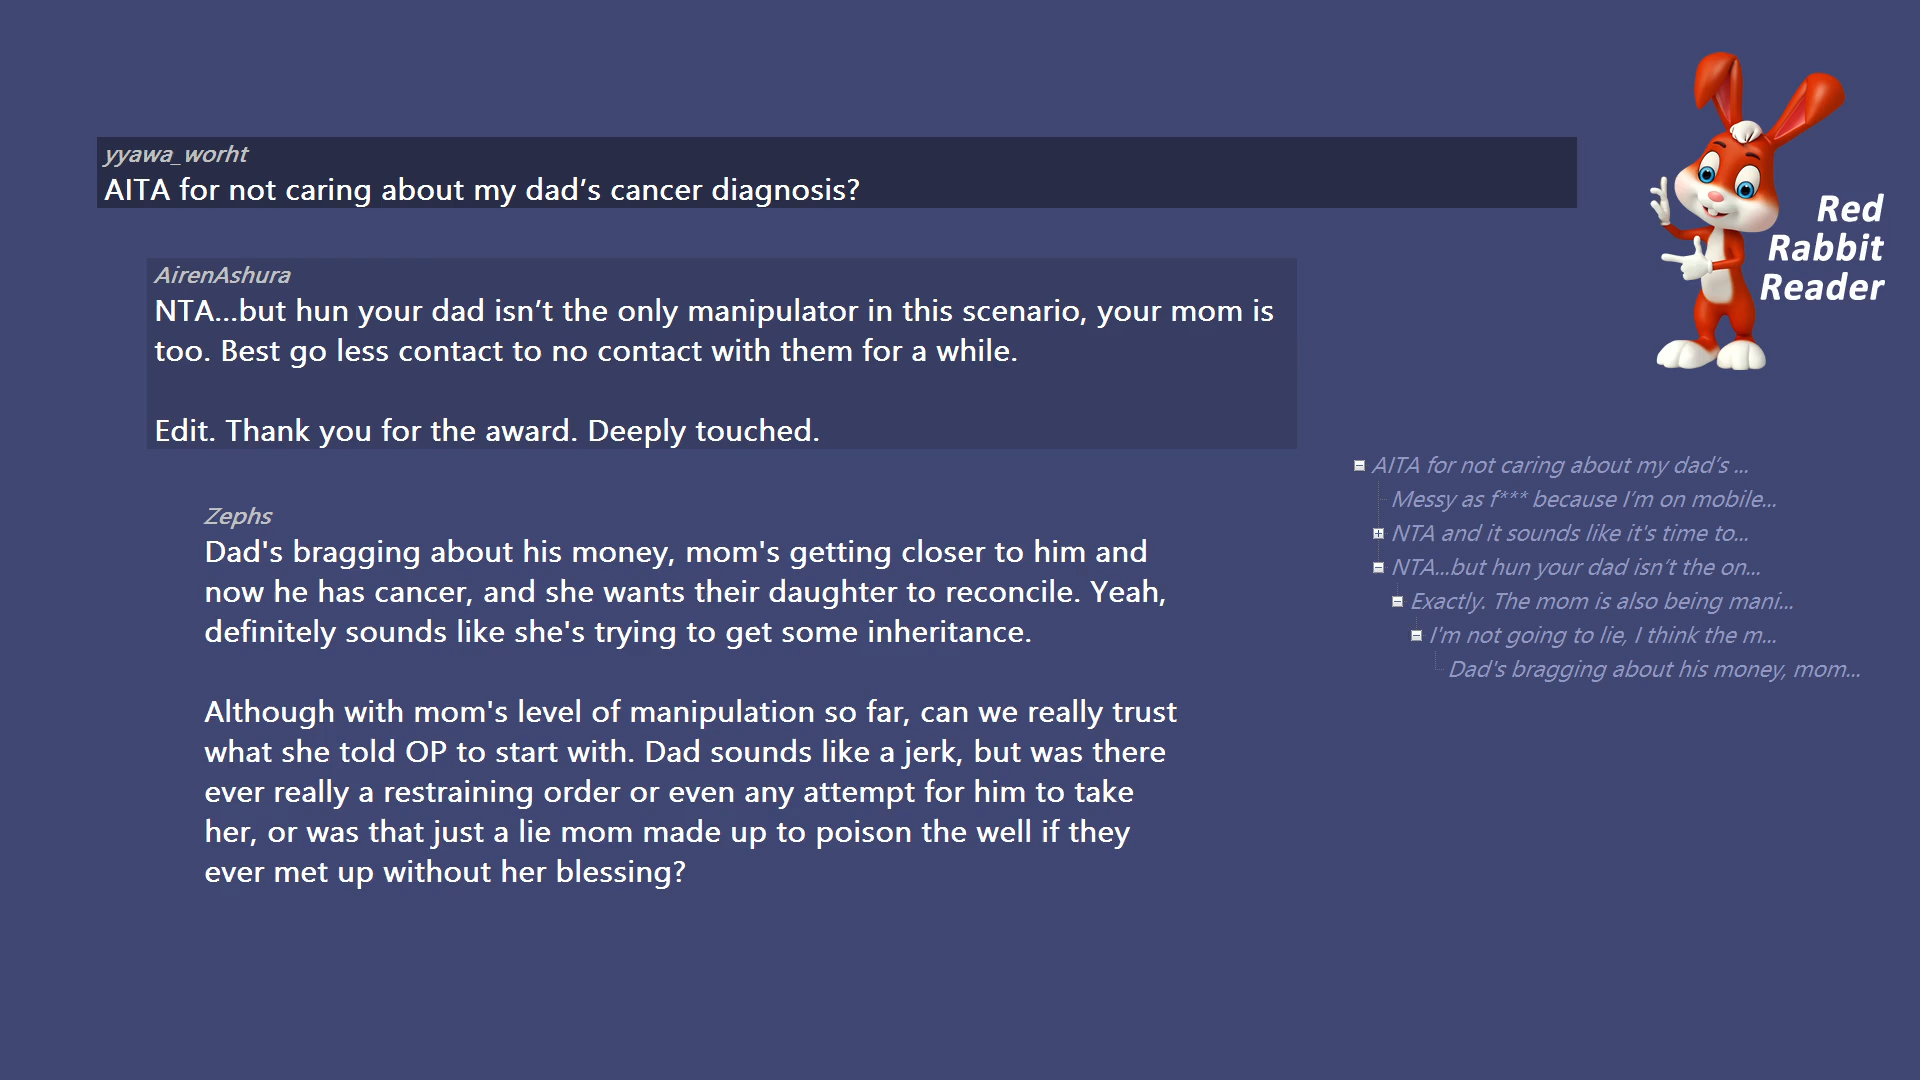 yyawa_worht
AITA for not caring about my dad’s cancer diagnosis?
AirenAshura
NTA...but hun your dad isn’t the only manipulator in this scenario, your mom is
too. Best go less contact to no contact with them for a while.
Edit. Thank you for the award. Deeply touched.
Zephs
Dad's bragging about his money, mom's getting closer to him and
now he has cancer, and she wants their daughter to reconcile. Yeah,
definitely sounds like she's trying to get some inheritance.
Although with mom's level of manipulation so far, can we really trust
what she told OP to start with. Dad sounds like a jerk, but was there
ever really a restraining order or even any attempt for him to take
her, or was that just a lie mom made up to poison the well if they
ever met up without her blessing?
Red
Rabbit
Reader
AITA for not caring about my dad’s ...
Messy as f*** because I’m on mobile...
NTA and it sounds like it's time to...
NTA...but hun your dad isn’t the on...
Exactly. The mom is also being mani...
I'm not going to lie, I think the m...
Dad's bragging about his money, mom...